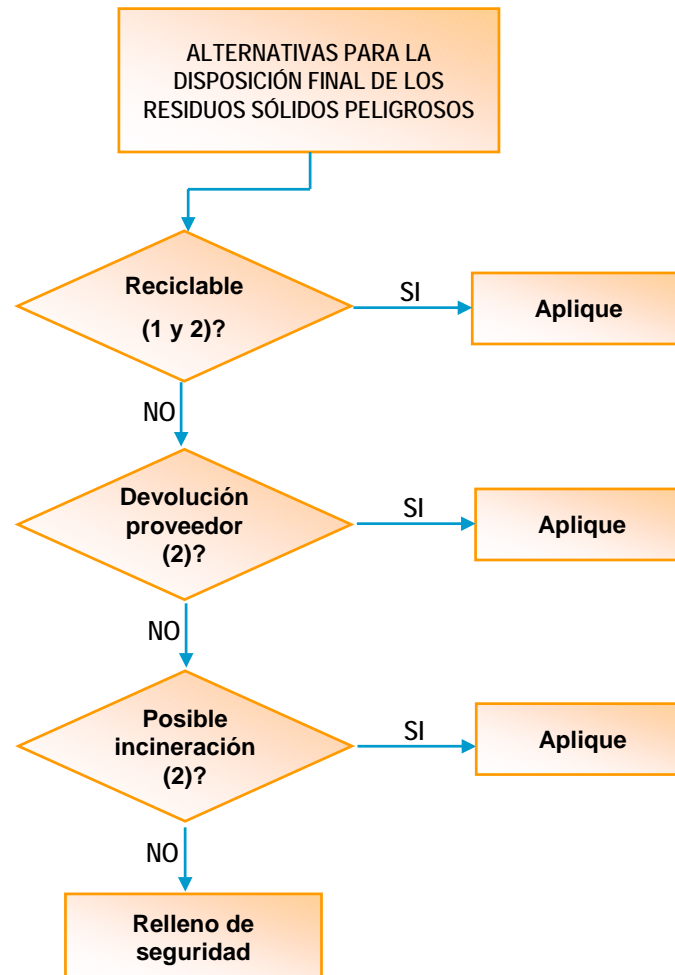 ALTERNATIVAS PARA LA
DISPOSICIÓN FINAL DE LOS
RESIDUOS SÓLIDOS PELIGROSOS
Reciclable
(1 y 2)?
SI
Aplique
NO
Devolución
proveedor
(2)?
SI
Aplique
NO
Posible
incineración
(2)?
SI
Aplique
NO
Relleno de
seguridad